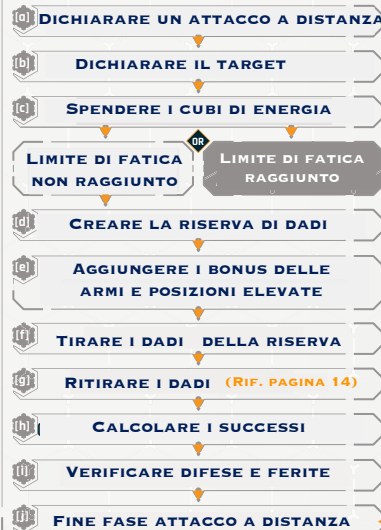 [a] DICHIARARE UN ATTACCO A DISTANZA
[b] DICHIARARE IL TARGET
[c] SPENDERE I CUBI DI ENERGIA
OR
LIMITE DI FATICA
NON RAGGIUNTO
LIMITE DI FATICA
RAGGIUNTO
[d] CREARE LA RISERVA DI DADI
[e] AGGIUNGERE I BONUS DELLE
ARMI E POSIZIONI ELEVATE
[f] TIRARE I DADI DELLA RISERVA
[g] RITIRARE I DADI (RIF. PAGINA 14)
[h] CALCOLARE I SUCCESSI
[i] VERIFICARE DIFESE E FERITE
[j] FINE FASE ATTACCO A DISTANZA